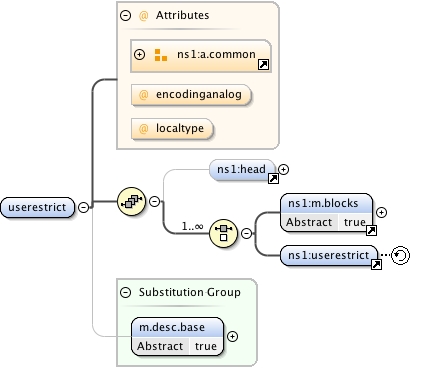 Attributes
ns1:a.common
@ encodinganalog
@ localtype
ns1:head
userestrict
1..∞
ns1:m.blocks
Abstract true
ns1:userestrict
Substitution Group
m.desc.base
Abstract true